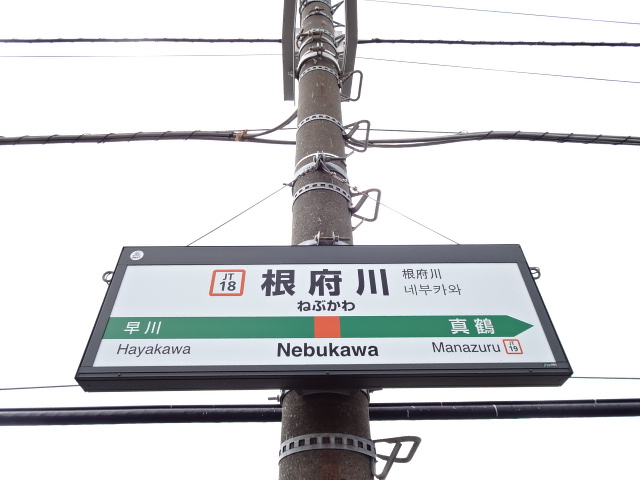 JT
18
根府川
根府川
네부카와
ねぶかわ
早川
真鶴
Hayakawa
Nebukawa
Manazuru
JT
19